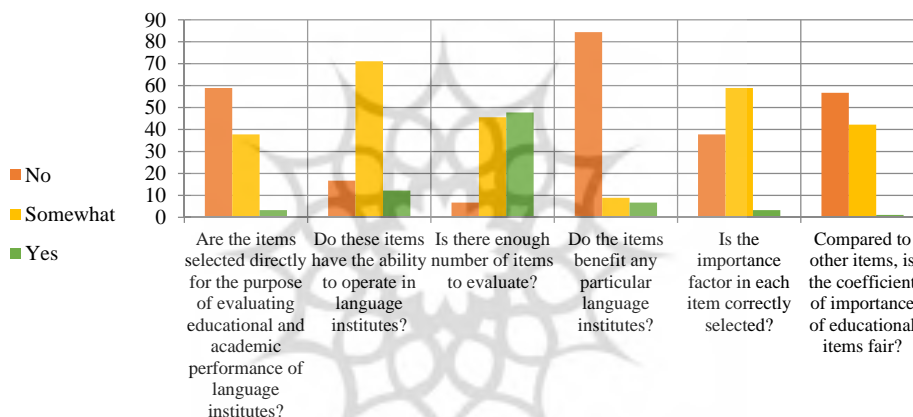 90
80
70
60
50
40
30
20
10
0
No
Somewhat
Yes
Are the items
selected directly
for the purpose
of evaluating
educational and
academic
performance of
language
institutes?
Do these items
have the ability
to operate in
language
institutes?
Is there enough
number of items
to evaluate?
Do the items
benefit any
particular
language
institutes?
Is the
importance
factor in each
item correctly
selected?
Compared to
other items, is
the coefficient
of importance
of educational
items fair?